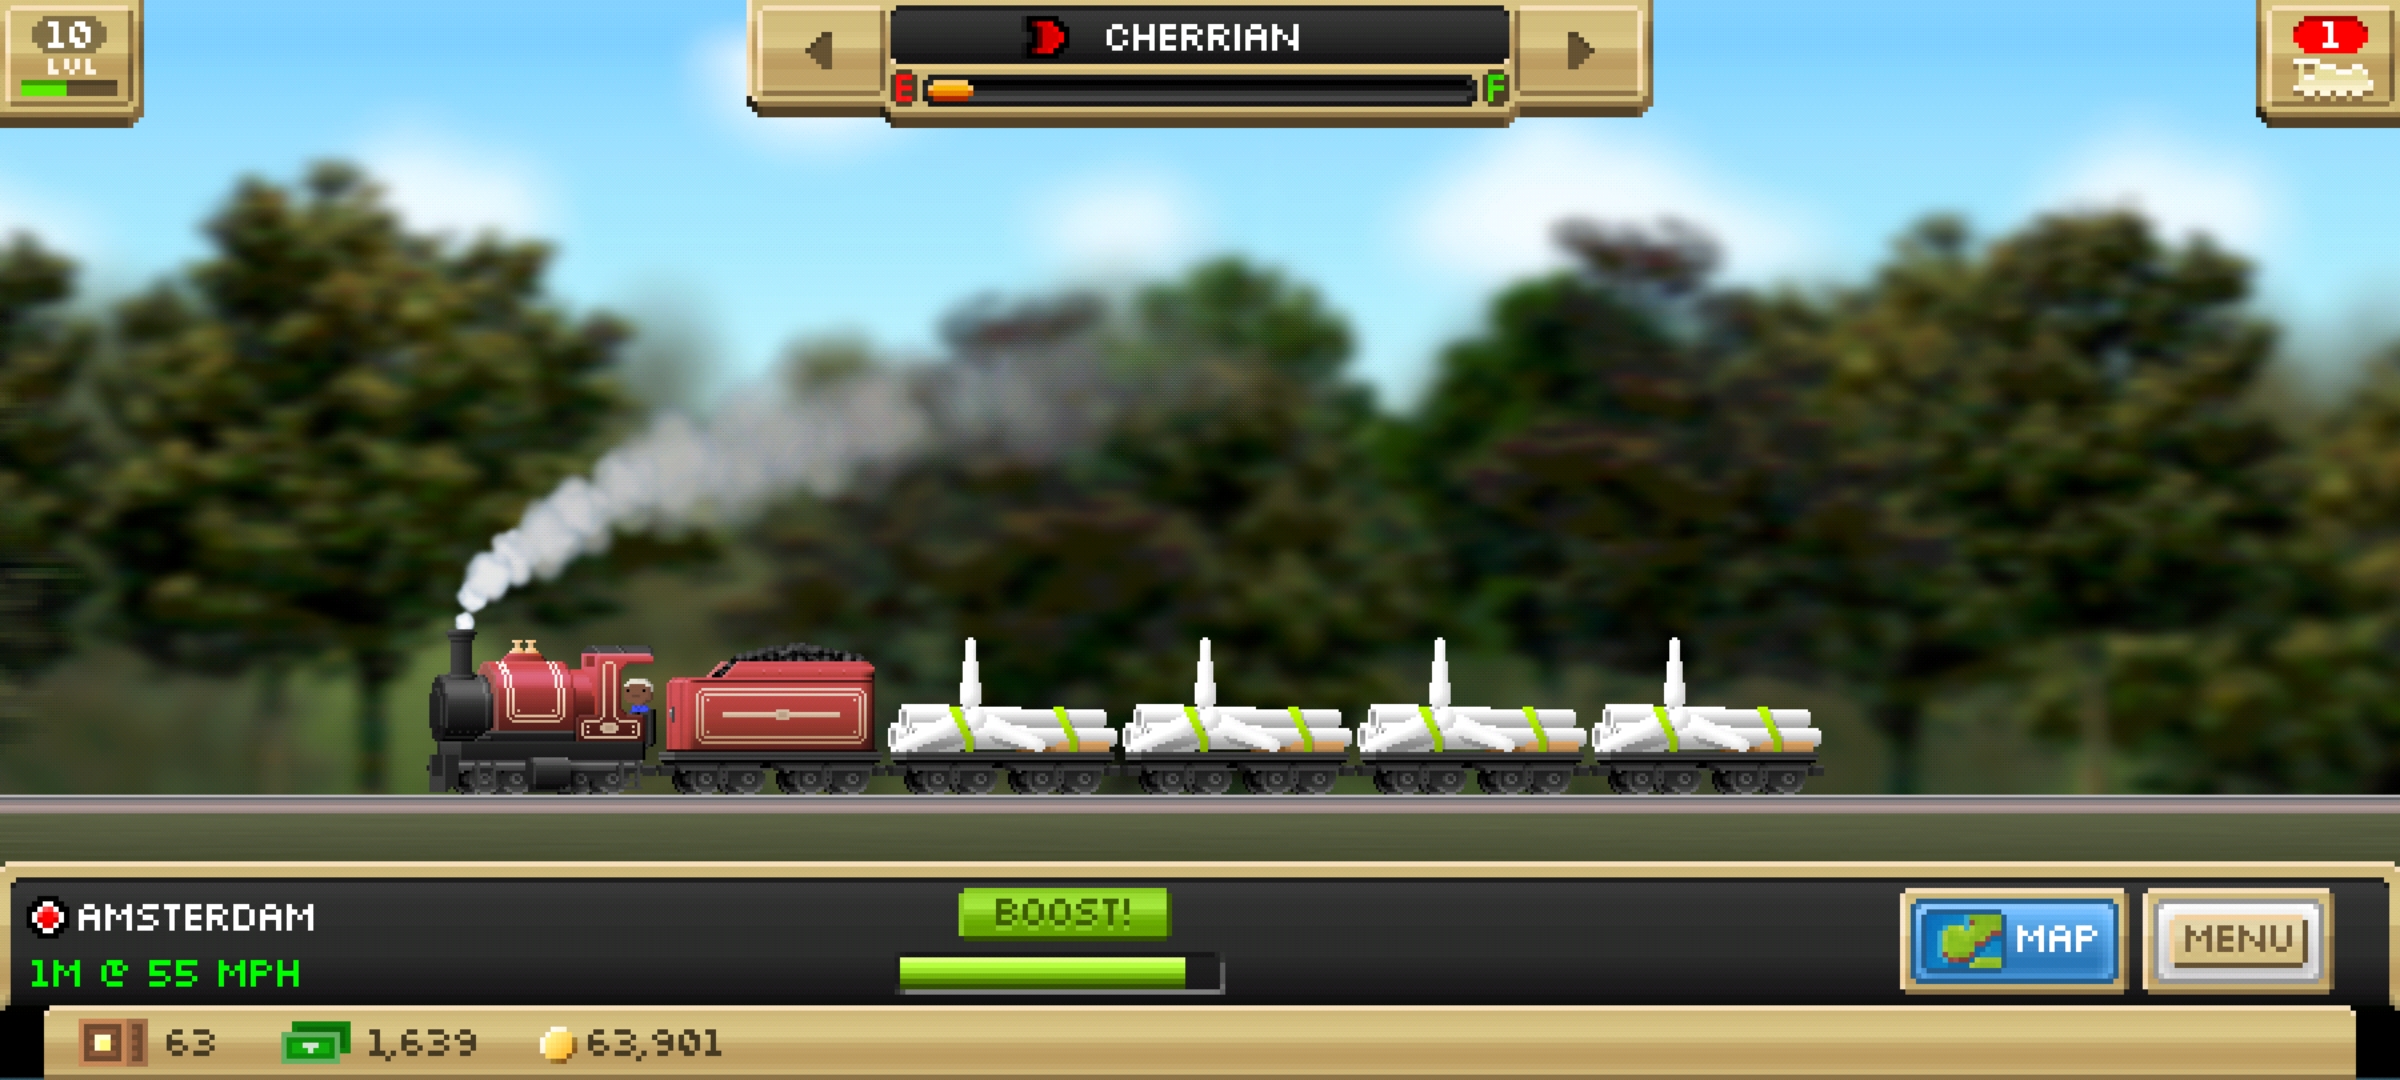 10
LVL
CHERRIAN
E F
1
AMSTERDAM
1M @ 55 MPH
BOOST!
MAP
MENU
63 1,639 63,901